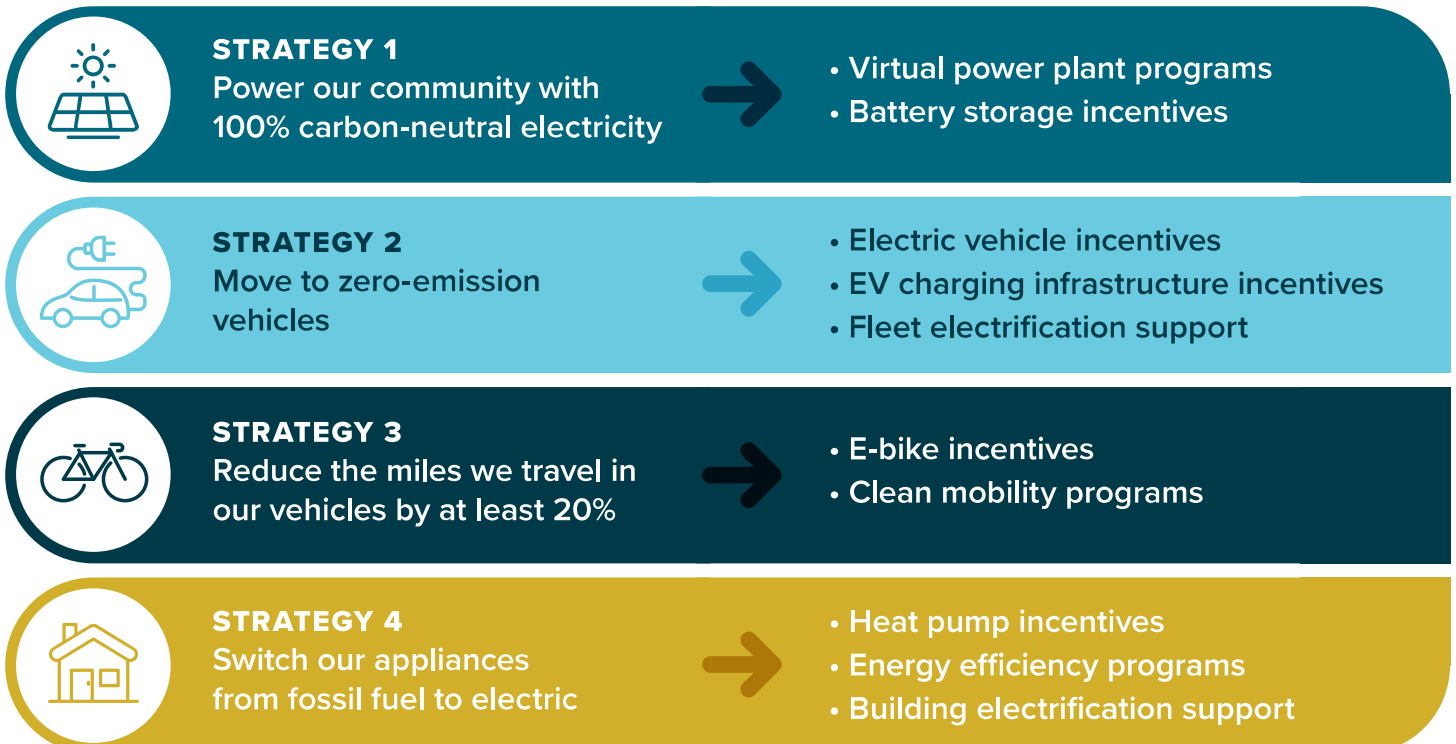 STRATEGY 1
Power our community with
100% carbon-neutral electricity
• Virtual power plant programs
• Battery storage incentives
STRATEGY 2
Move to zero-emission
vehicles
• Electric vehicle incentives
• EV charging infrastructure incentives
• Fleet electrification support
STRATEGY 3
Reduce the miles we travel in
our vehicles by at least 20%
• E-bike incentives
• Clean mobility programs
STRATEGY 4
Switch our appliances
from fossil fuel to electric
• Heat pump incentives
• Energy efficiency programs
• Building electrification support